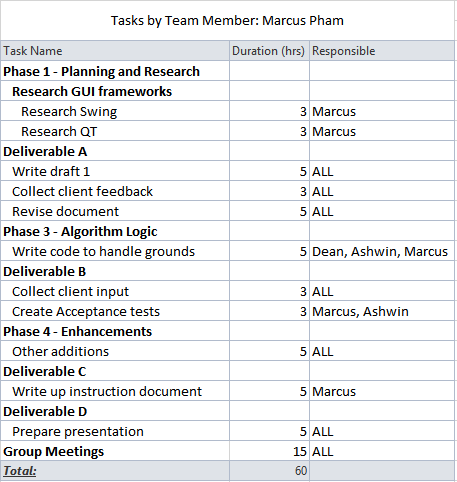 Tasks by Team Member: Marcus Pham
Task Name Duration (hrs) Responsible
Phase 1 - Planning and Research
Research GUI frameworks
Research Swing 3 Marcus
Research QT 3 Marcus
Deliverable A
Write draft 1 5 ALL
Collect client feedback 3 ALL
Revise document 5 ALL
Phase 3 - Algorithm Logic
Write code to handle grounds 5 Dean, Ashwin, Marcus
Deliverable B
Collect client input 3 ALL
Create Acceptance tests 3 Marcus, Ashwin
Phase 4 - Enhancements
Other additions 5 ALL
Deliverable C
Write up instruction document 5 Marcus
Deliverable D
Prepare presentation 5 ALL
Group Meetings 15 ALL
Total: 60